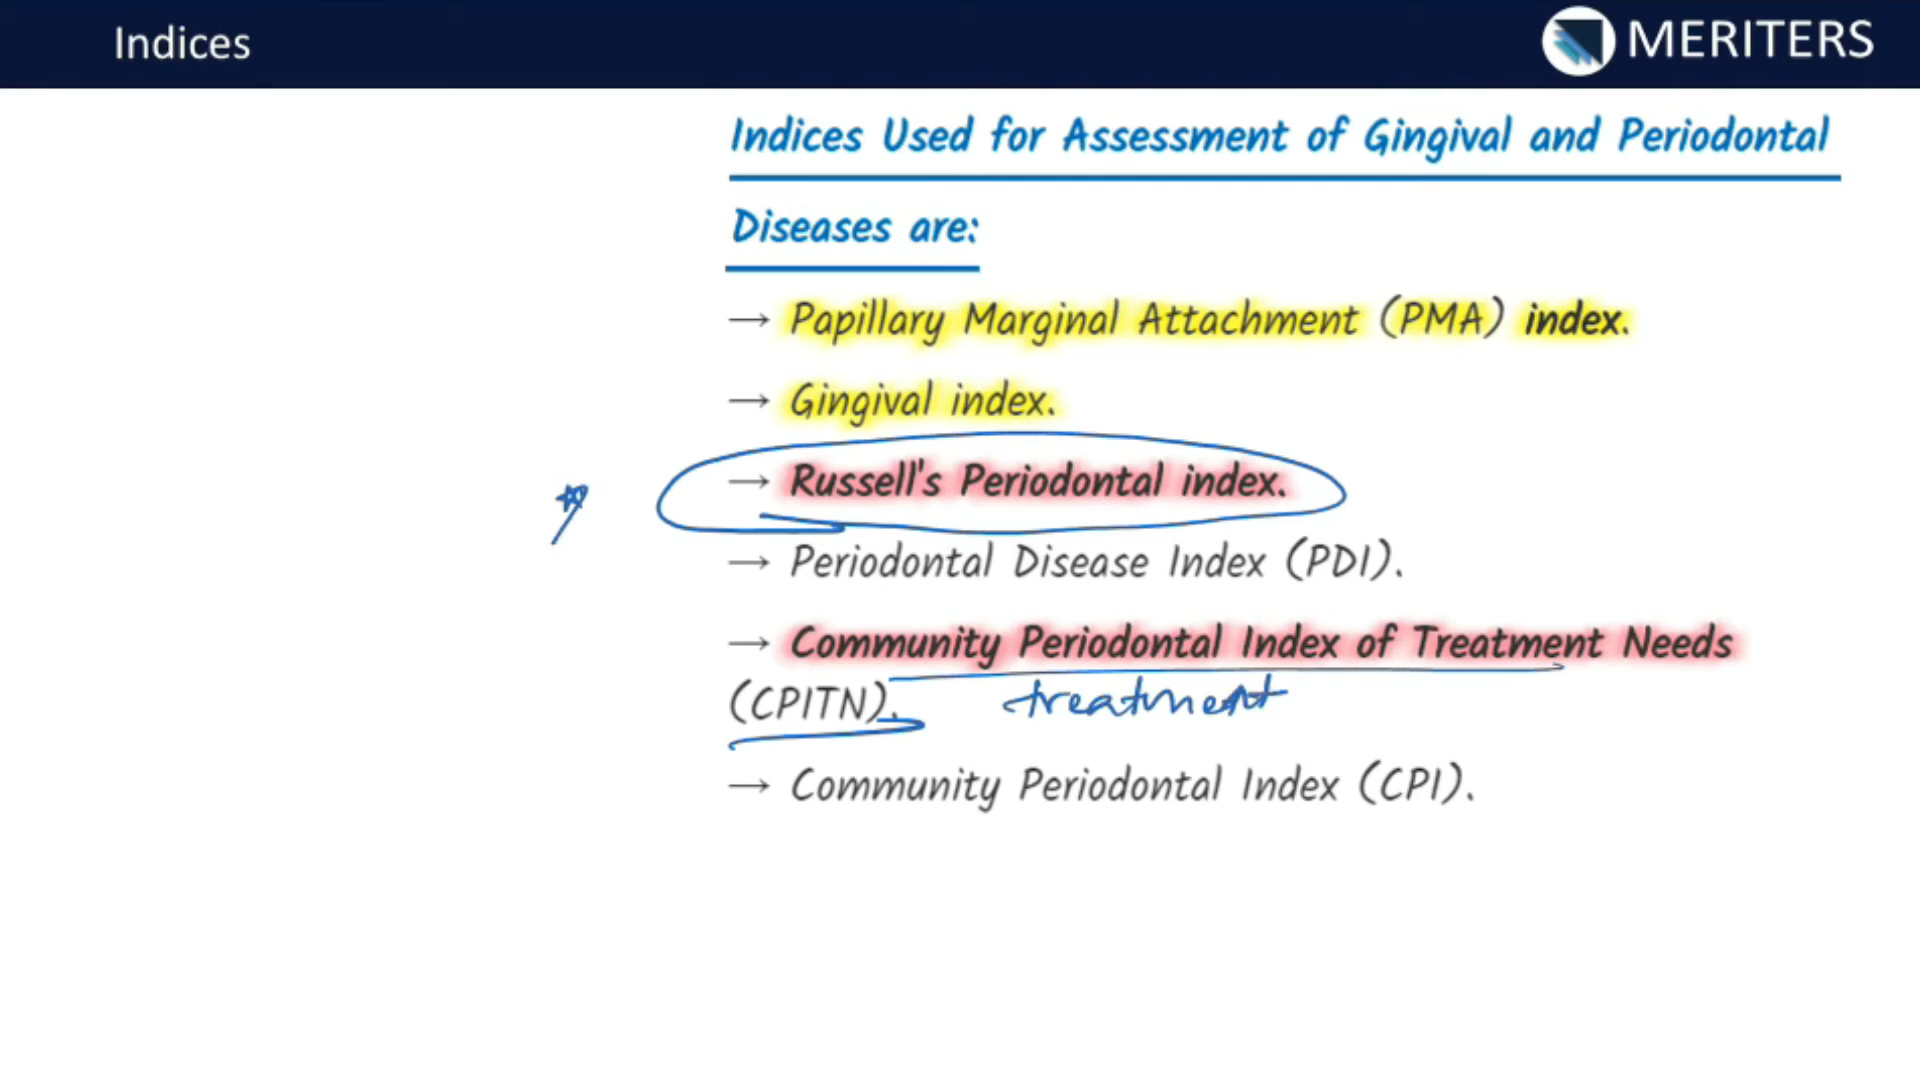 Indices
MERITERS
Indices Used for Assessment of Gingival and Periodontal
Diseases are:
→ Papillary Marginal Attachment (PMA) index.
→ Gingival index.
→ Russell's Periodontal index.
→ Periodontal Disease Index (PDI).
→ Community Periodontal Index of Treatment Needs
(CPITN). treatment
→ Community Periodontal Index (CPI).